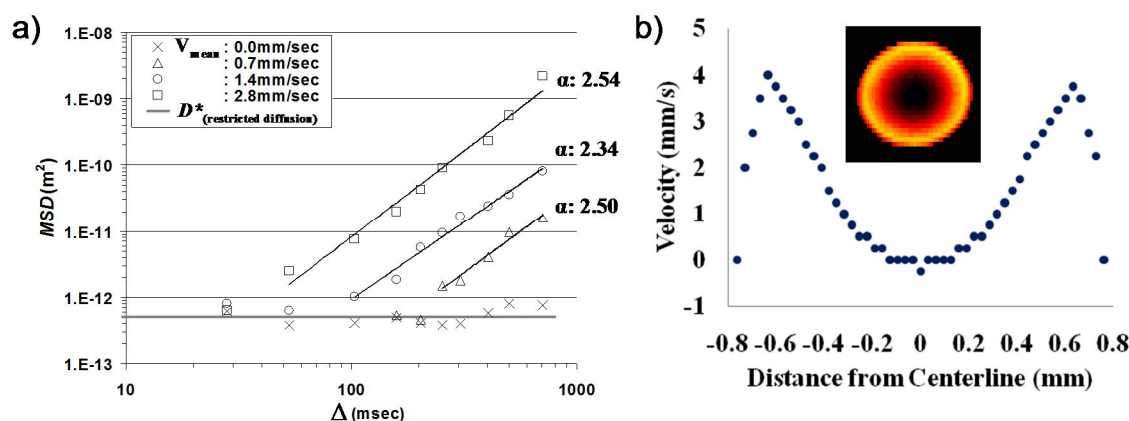 a)
1.E-08
1.E-09
1.E-10
1.E-11
1.E-12
1.E-13
MSD (m²)
V mean : 0.0mm/sec
: 0.7mm/sec
: 1.4mm/sec
: 2.8mm/sec
D* (restricted diffusion)
α: 2.54
α: 2.34
α: 2.50
10 100 1000
Δ (msec)
b)
5
4
3
2
1
0
-1
Velocity (mm/s)
-0.8 -0.6 -0.4 -0.2 0 0.2 0.4 0.6 0.8
Distance from Centerline (mm)